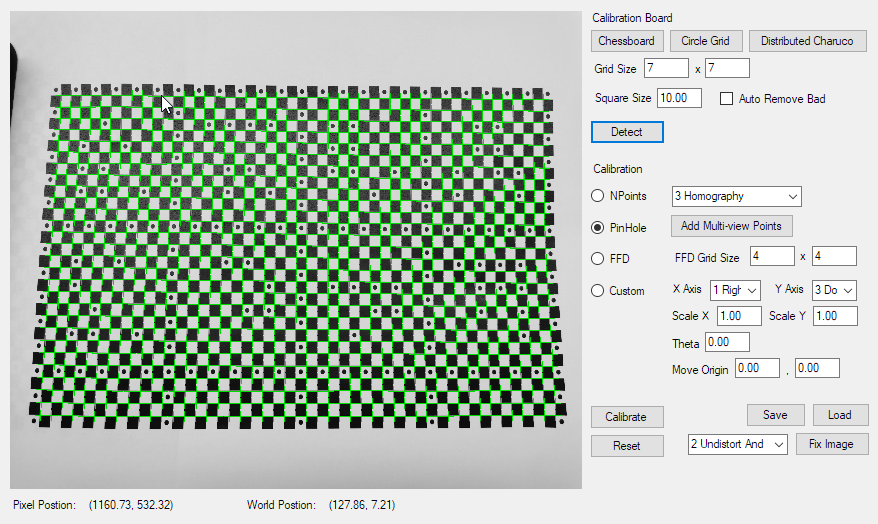 Calibration Board
Chessboard Circle Grid Distributed Charuco
Grid Size 7 x 7
Square Size 10.00 Auto Remove Bad
Detect
Calibration
NPoints 3 Homography
PinHole Add Multi-view Points
FFD FFD Grid Size 4 x 4
Custom X Axis 1 Righ Y Axis 3 Do
Scale X 1.00 Scale Y 1.00
Theta 0.00
Move Origin 0.00 , 0.00
Calibrate Save Load
Reset 2 Undistort And Fix Image
Pixel Postion: (1160.73, 532.32) World Postion: (127.86, 7.21)